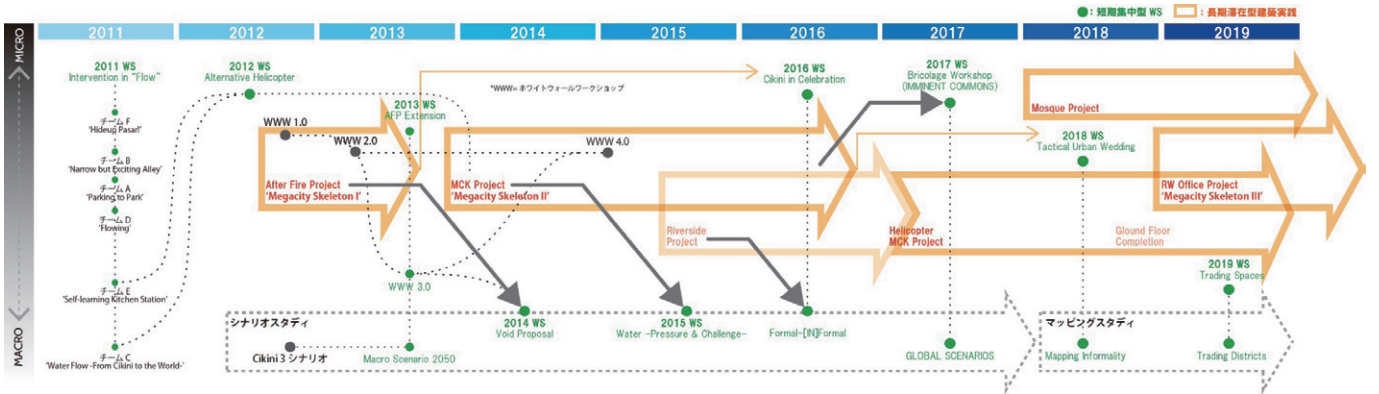 ●：短期集中型 WS
：長期滞在型建築実践
MICRO
MACRO
2011
2012
2013
2014
2015
2016
2017
2018
2019
2011 WS
Intervention in "Flow"
チーム F
'Hideup Pasar!'
チーム B
'Narrow but Exciting Alley'
チーム A
'Parking to Park'
チーム D
'Flowing'
チーム E
'Self-learning Kitchen Station'
チーム C
'Water Flow -From Cikini to the World-'
2012 WS
Alternative Helicopter
WWW 1.0
WWW 2.0
After Fire Project
'Megacity Skeleton I'
2013 WS
AFP Extension
*WWW= ホワイトウォールワークショップ
WWW 3.0
シナリオスタディ
Cikini 3 シナリオ
Macro Scenario 2050
MCK Project
'Megacity Skeleton II'
2014 WS
Void Proposal
WWW 4.0
Riverside
Project
2015 WS
Water -Pressure & Challenge-
2016 WS
Cikini in Celebration
Formal-[IN]Formal
2017 WS
Bricolage Workshop
(IMMINENT COMMONS)
Helicopter
MCK Project
GLOBAL SCENARIOS
Mosque Project
2018 WS
Tactical Urban Wedding
Ground Floor
Completion
マッピングスタディ
Mapping Informality
RW Office Project
'Megacity Skeleton III'
2019 WS
Trading Spaces
Trading Districts